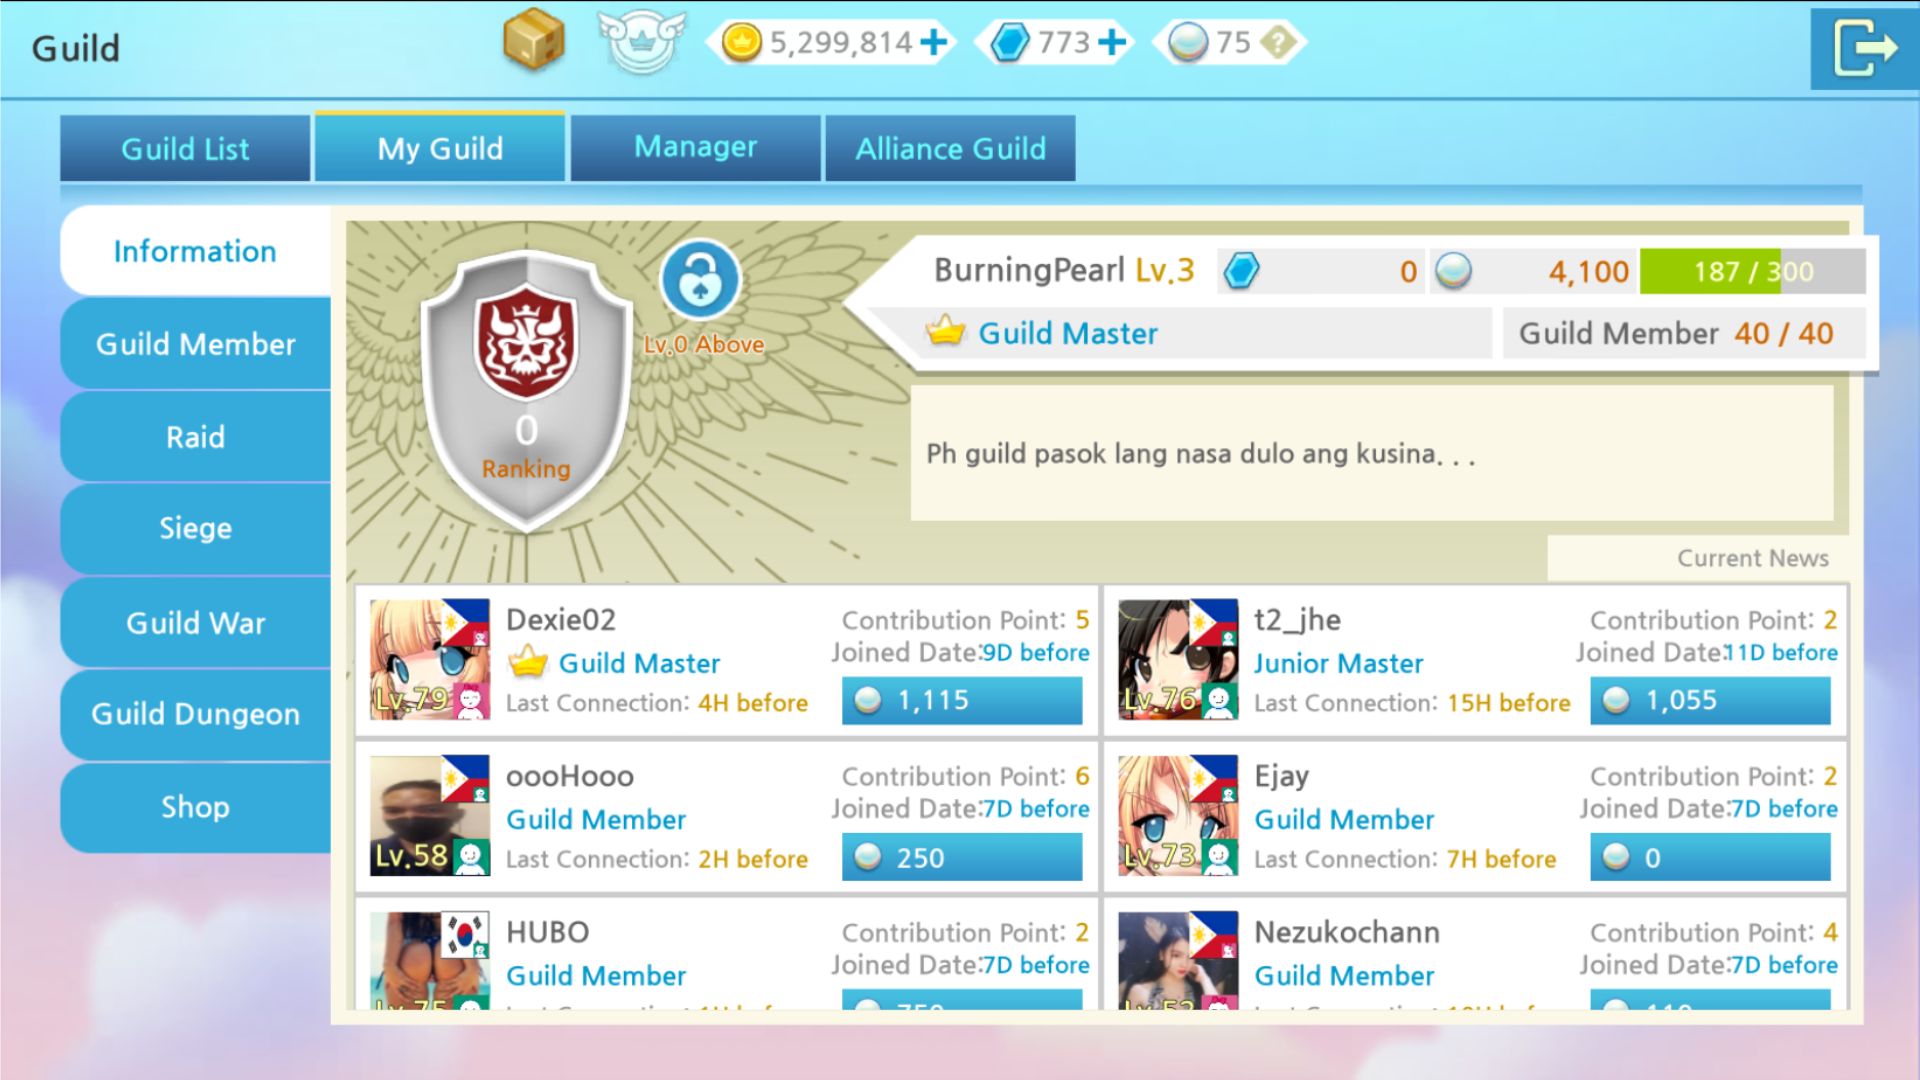 Guild
5,299,814
773
75
?
Guild List
My Guild
Manager
Alliance Guild
Information
Guild Member
Raid
Siege
Guild War
Guild Dungeon
Shop
Lv.0 Above
0
Ranking
BurningPearl Lv.3
0
4,100
187 / 300
Guild Master
Guild Member 40 / 40
Ph guild pasok lang nasa dulo ang kusina. . .
Current News
Lv.79
Dexie02
Guild Master
Last Connection: 4H before
Contribution Point: 5
Joined Date:9D before
1,115
Lv.76
t2_jhe
Junior Master
Last Connection: 15H before
Contribution Point: 2
Joined Date:11D before
1,055
Lv.58
oooHooo
Guild Member
Last Connection: 2H before
Contribution Point: 6
Joined Date:7D before
250
Lv.73
Ejay
Guild Member
Last Connection: 7H before
Contribution Point: 2
Joined Date:7D before
0
Lv.75
HUBO
Guild Member
Contribution Point: 2
Joined Date:7D before
Nezukochann
Guild Member
Contribution Point: 4
Joined Date:7D before